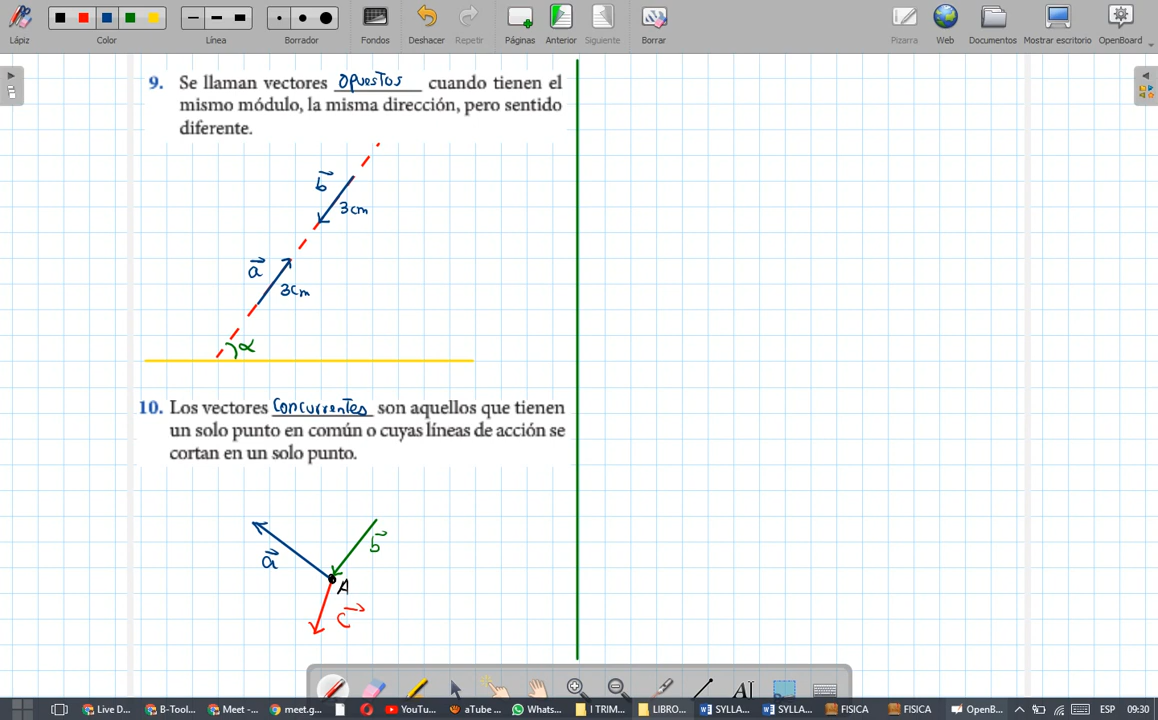 Lápiz
Color
Línea
Borrador
Fondos
Deshacer
Repetir
Páginas
Anterior
Siguiente
Borrar
Pizarra
Web
Documentos
Mostrar escritorio
OpenBoard
9. Se llaman vectores opuestos cuando tienen el
mismo módulo, la misma dirección, pero sentido
diferente.
b
3cm
a
3cm
α
10. Los vectores Concurrentes son aquellos que tienen
un solo punto en común o cuyas líneas de acción se
cortan en un solo punto.
a
b
A
C
Live D...
B-Tool...
Meet -...
meet.g...
YouTu...
aTube ...
Whats...
I TRIM...
LIBRO...
SYLLA...
SYLLA...
FISICA
FISICA
OpenB...
ESP
09:30